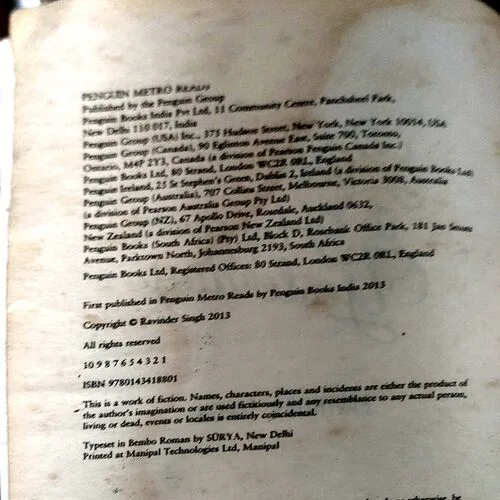 PENGUIN METRO READS
Published by the Penguin Group
Penguin Books India Pvt Ltd, 11 Community Centre, Panchsheel Park,
New Delhi 110 017, India
Penguin Group (USA) Inc., 375 Hudson Street, New York, New York 10014, USA
Penguin Group (Canada), 90 Eglinton Avenue East, Suite 700, Toronto,
Ontario, M4P 2Y3, Canada (a division of Pearson Penguin Canada Inc.)
Penguin Books Ltd, 80 Strand, London WC2R 0RL, England
Penguin Ireland, 25 St Stephen's Green, Dublin 2, Ireland (a division of Penguin Books Ltd)
Penguin Group (Australia), 707 Collins Street, Melbourne, Victoria 3008, Australia
(a division of Pearson Australia Group Pty Ltd)
Penguin Group (NZ), 67 Apollo Drive, Rosedale, Auckland 0632,
New Zealand (a division of Pearson New Zealand Ltd)
Penguin Books (South Africa) (Pty) Ltd, Block D, Rosebank Office Park, 181 Jan Smuts
Avenue, Parktown North, Johannesburg 2193, South Africa
Penguin Books Ltd, Registered Offices: 80 Strand, London WC2R 0RL, England
First published in Penguin Metro Reads by Penguin Books India 2013
Copyright © Ravinder Singh 2013
All rights reserved
10 9 8 7 6 5 4 3 2 1
ISBN 9780143418801
This is a work of fiction. Names, characters, places and incidents are either the product of
the author's imagination or are used fictitiously and any resemblance to any actual person,
living or dead, events or locales is entirely coincidental.
Typeset in Bembo Roman by SŪRYA, New Delhi
Printed at Manipal Technologies Ltd, Manipal